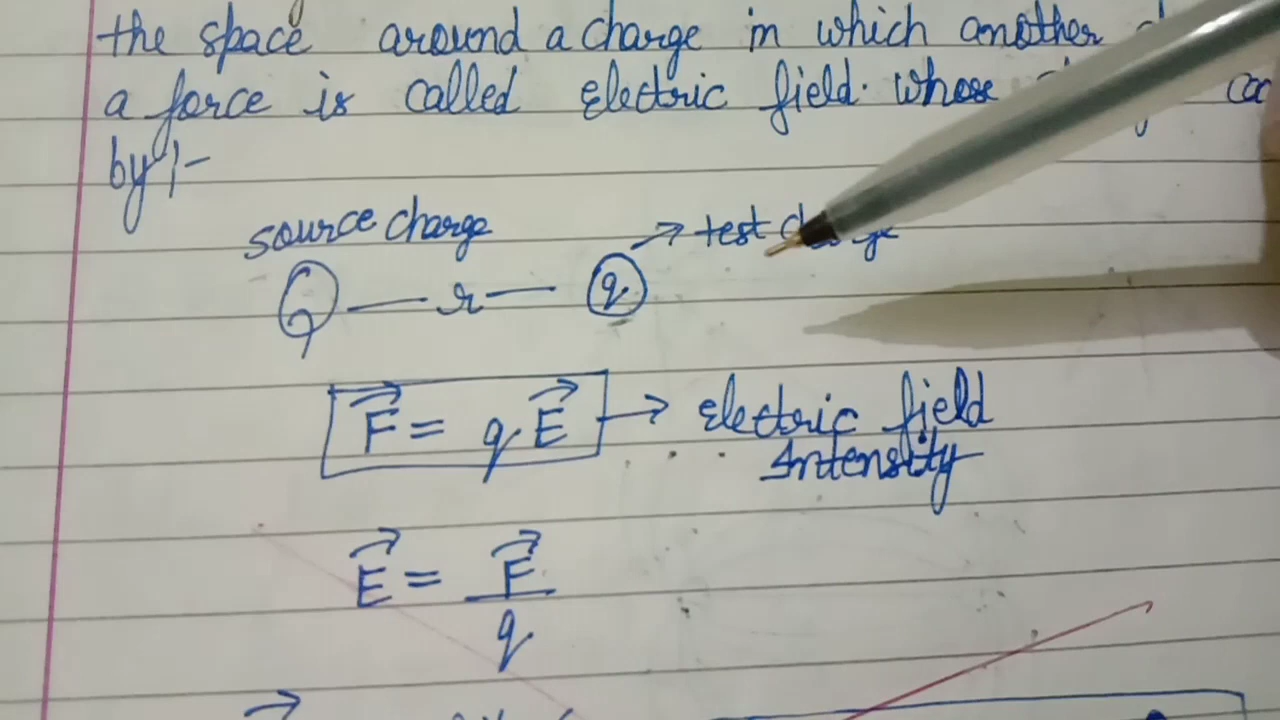 the space around a charge in which another
a force is called electric field. whose
by :-
source charge → test charge
Q — r — q
F⃗ = qE⃗ → electric field
Intensity
E⃗ = F⃗
q